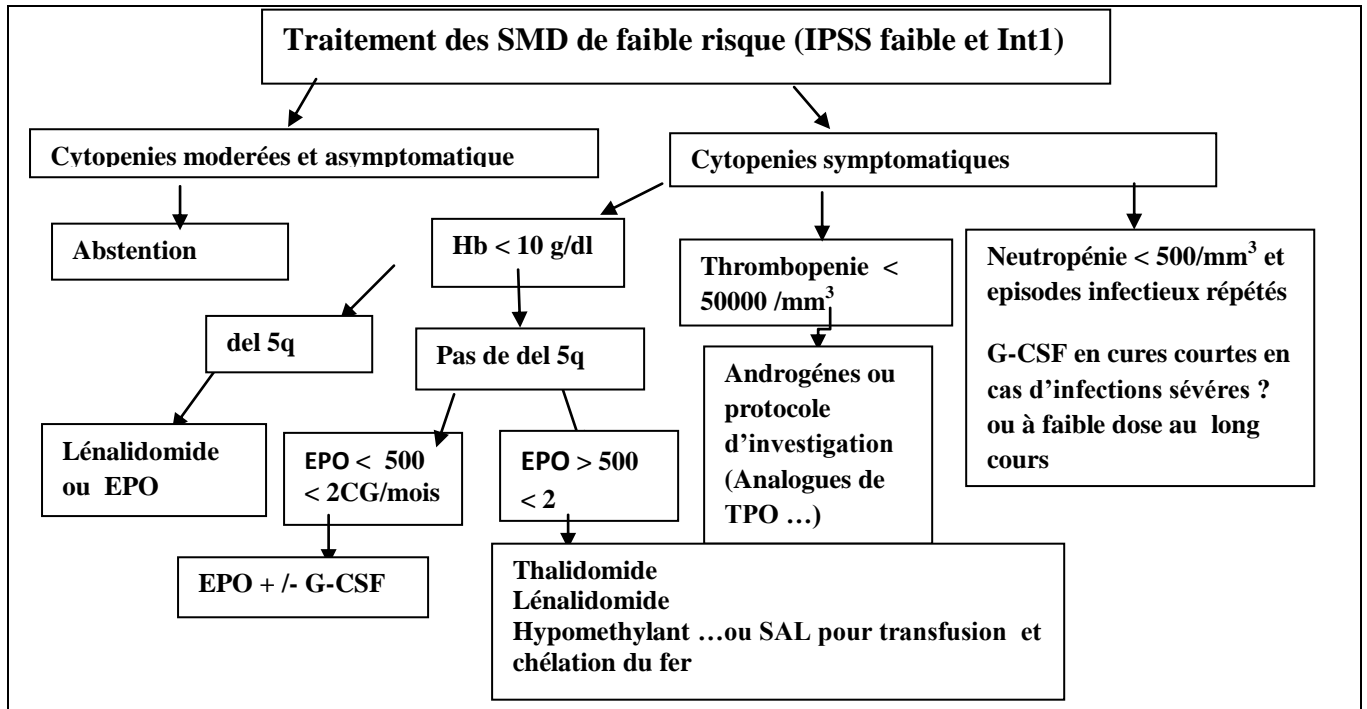 Traitement des SMD de faible risque (IPSS faible et Int1)
Cytopenies moderées et asymptomatique
Cytopenies symptomatiques
Abstention
Hb < 10 g/dl
Thrombopenie <
50000 /mm³
Neutropénie < 500/mm³ et
episodes infectieux répétés
G-CSF en cures courtes en
cas d’infections sévéres ?
ou à faible dose au long
cours
del 5q
Pas de del 5q
Androgénes ou
protocole
d’investigation
(Analogues de
TPO …)
Lénalidomide
ou EPO
EPO < 500
< 2CG/mois
EPO > 500
< 2
EPO + /- G-CSF
Thalidomide
Lénalidomide
Hypomethylant …ou SAL pour transfusion et
chélation du fer